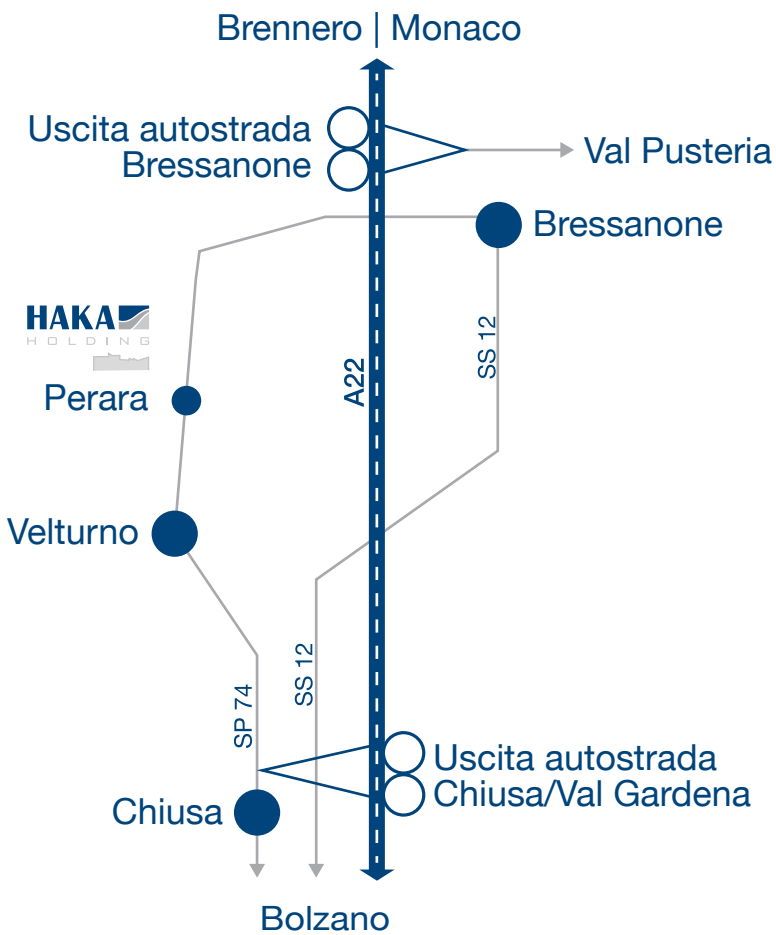 Brennero | Monaco
Uscita autostrada
Bressanone
Val Pusteria
Bressanone
HAKA
HOLDING
SS 12
A22
Perara
Velturno
SS 12
SP 74
Uscita autostrada
Chiusa/Val Gardena
Chiusa
Bolzano